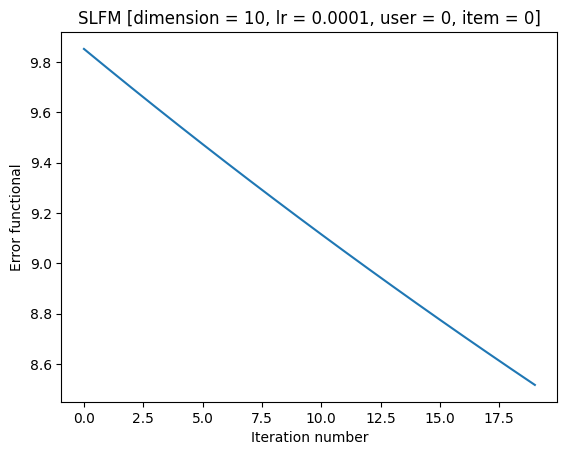 SLFM [dimension = 10, lr = 0.0001, user = 0, item = 0]
9.8
9.6
9.4
9.2
9.0
8.8
8.6
Error functional
0.0 2.5 5.0 7.5 10.0 12.5 15.0 17.5
Iteration number